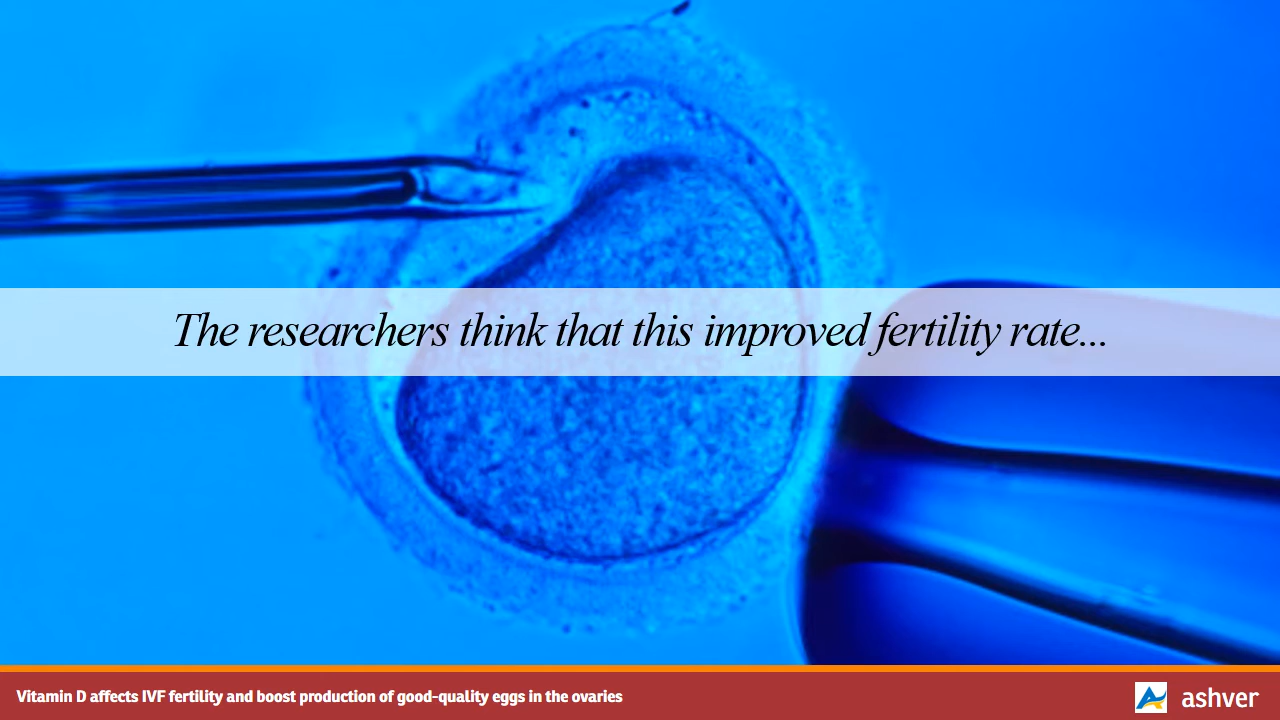 The researchers think that this improved fertility rate...
Vitamin D affects IVF fertility and boost production of good-quality eggs in the ovaries
ashver